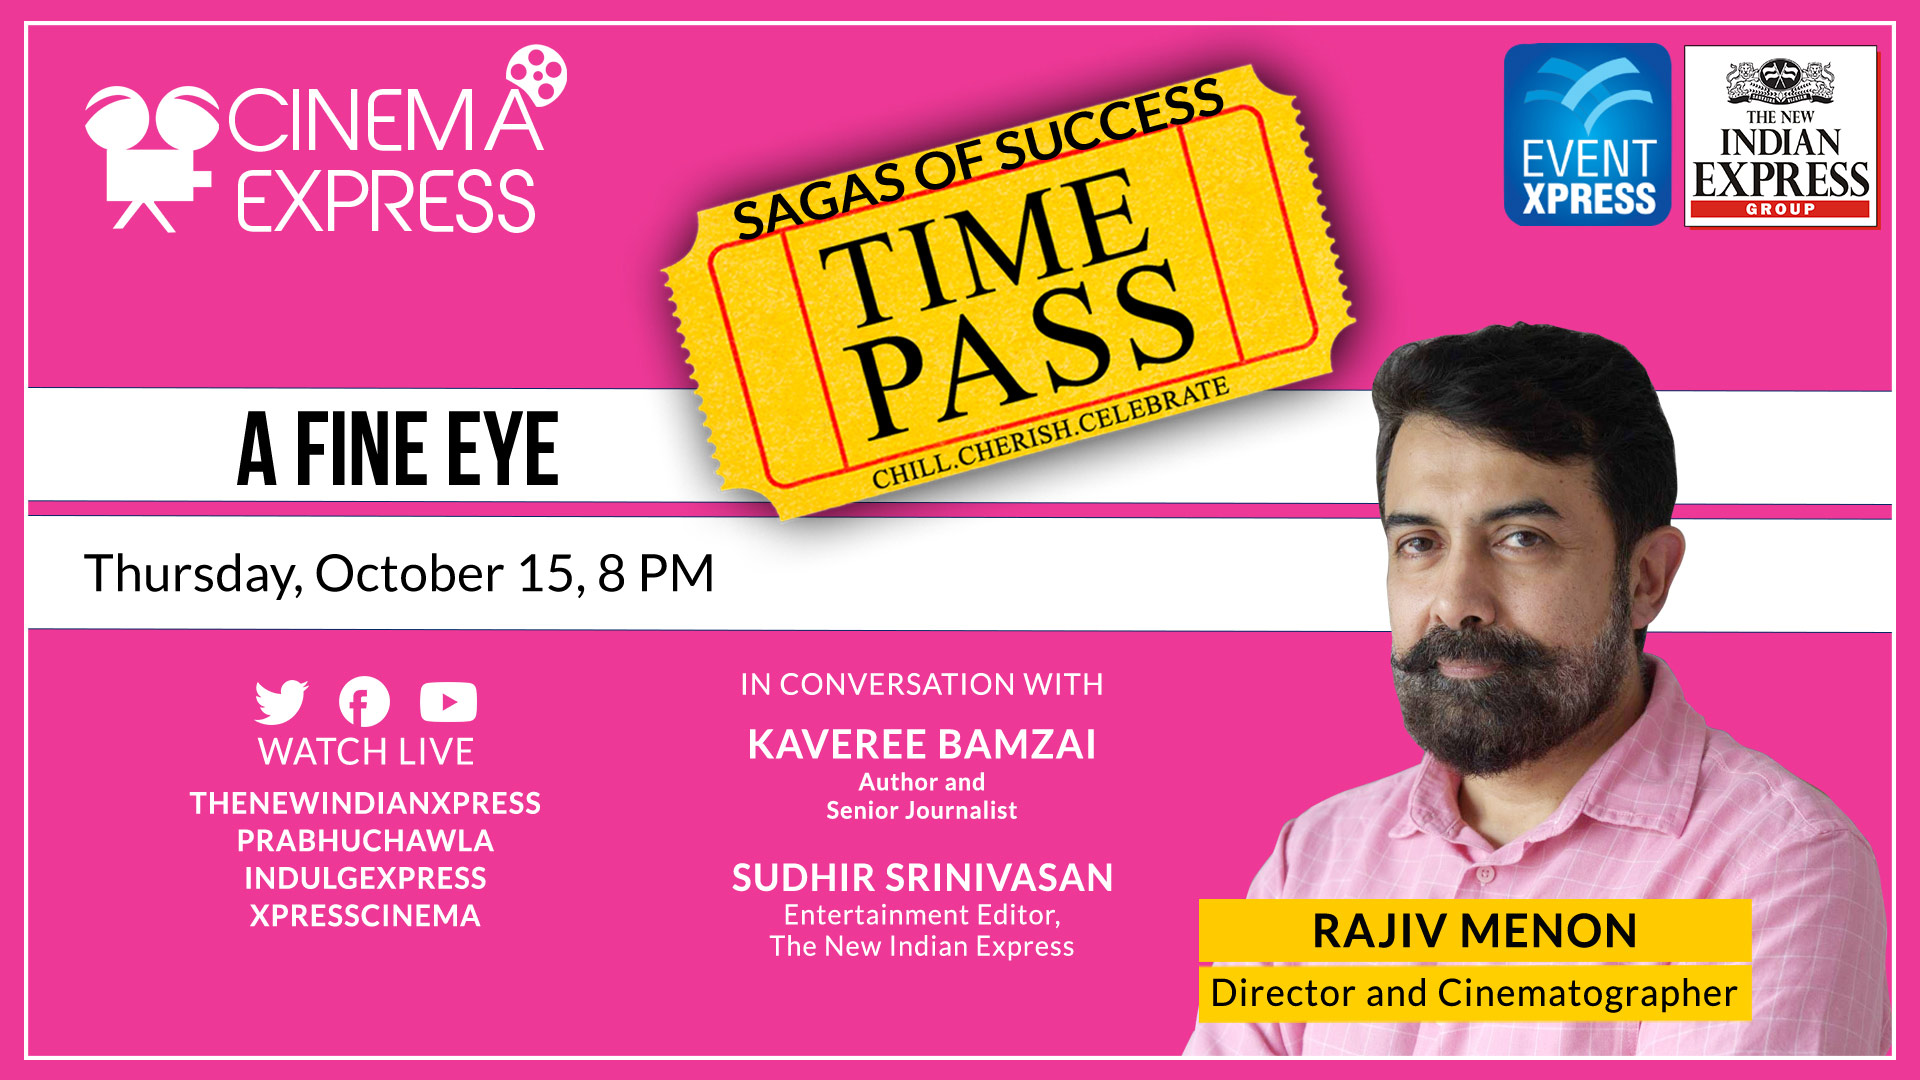 CINEMA
EXPRESS
SAGAS OF SUCCESS
TIME
PASS
CHILL.CHERISH.CELEBRATE
EVENT
XPRESS
THE NEW
INDIAN
EXPRESS
GROUP
A FINE EYE
Thursday, October 15, 8 PM
WATCH LIVE
THENEWINDIANXPRESS
PRABHUCHAWLA
INDULGEXPRESS
XPRESSCINEMA
IN CONVERSATION WITH
KAVEREE BAMZAI
Author and
Senior Journalist
SUDHIR SRINIVASAN
Entertainment Editor,
The New Indian Express
RAJIV MENON
Director and Cinematographer